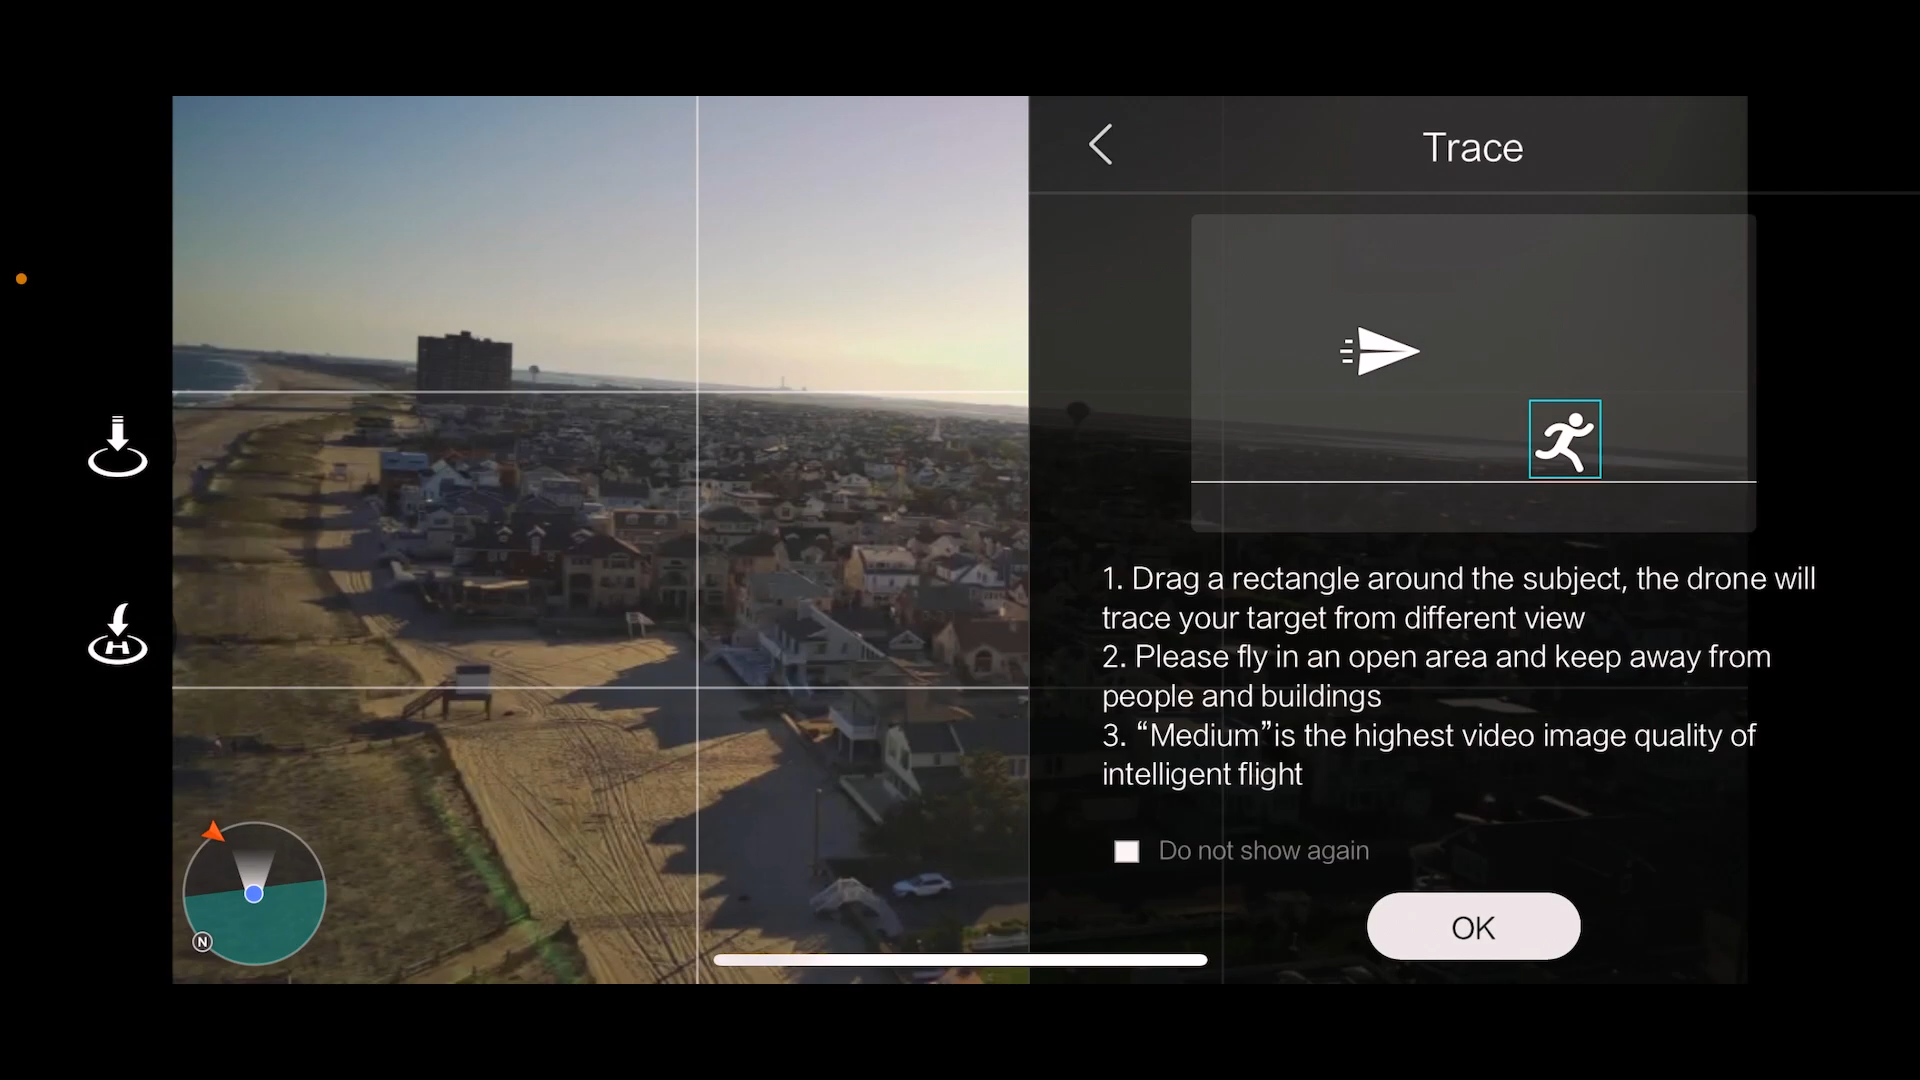 Trace
1. Drag a rectangle around the subject, the drone will
trace your target from different view
2. Please fly in an open area and keep away from
people and buildings
3. “Medium”is the highest video image quality of
intelligent flight
Do not show again
OK
H
N